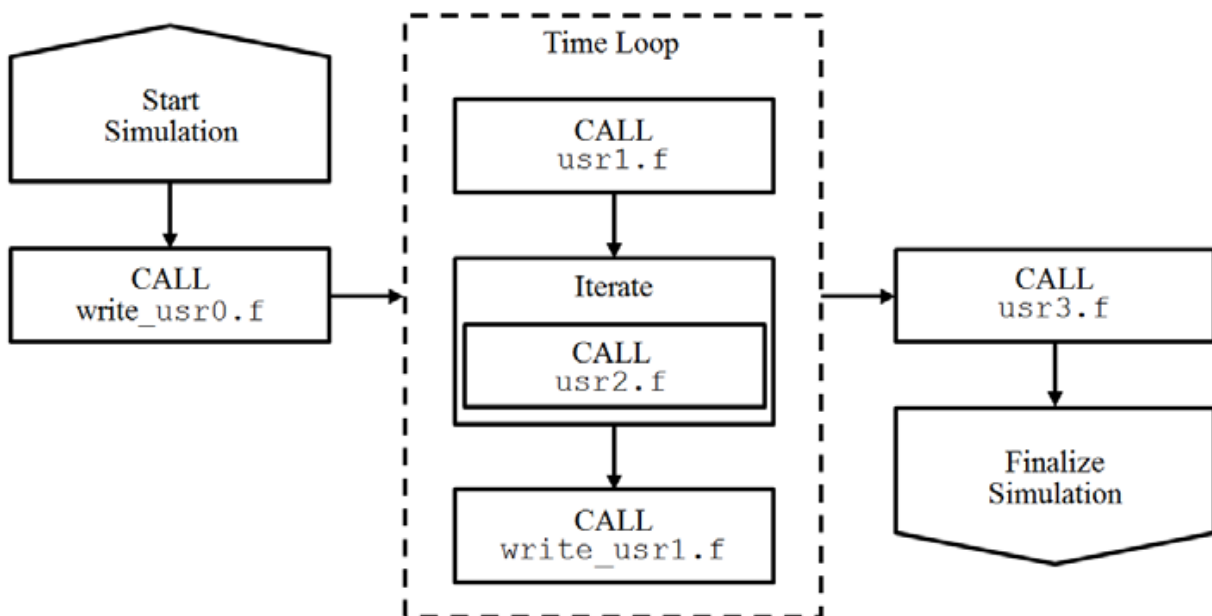 Start
Simulation
CALL
write_usr0.f
Time Loop
CALL
usr1.f
Iterate
CALL
usr2.f
CALL
write_usr1.f
CALL
usr3.f
Finalize
Simulation